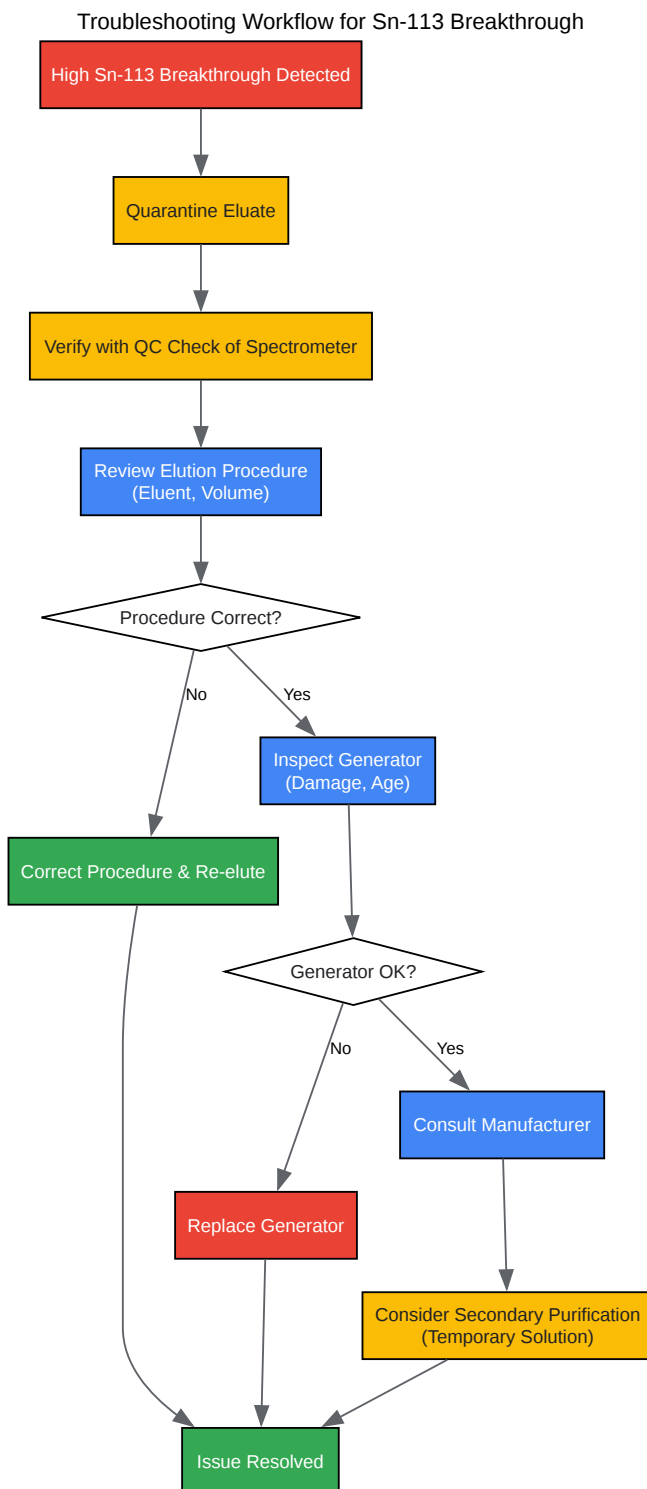 Troubleshooting Workflow for Sn-113 Breakthrough
High Sn-113 Breakthrough Detected
Quarantine Eluate
Verify with QC Check of Spectrometer
Review Elution Procedure
(Eluent, Volume)
Procedure Correct?
No
Yes
Inspect Generator
(Damage, Age)
Correct Procedure & Re-elute
Generator OK?
No
Yes
Consult Manufacturer
Replace Generator
Consider Secondary Purification
(Temporary Solution)
Issue Resolved